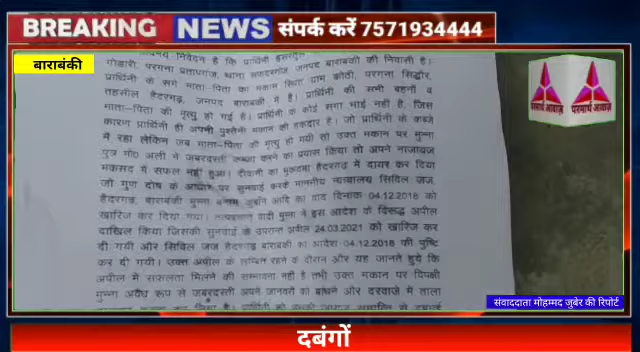 BREAKING NEWS संपर्क करें 7571934444
बाराबंकी
निवेदन है कि प्रार्थिनी
गोडारी, परगना प्रतापगंज, थाना सफदरगंज जनपद बाराबंकी की निवासी है।
प्रार्थिनी के सगे माता-पिता का मकान स्थित ग्राम कोठी, परगना सिद्धौर,
तहसील हैदरगढ़, जनपद बाराबंकी में है। प्रार्थिनी की सभी बहनों व
माता-पिता की मृत्यु हो गई है। प्रार्थिनी के कोई सगा भाई नहीं है, जिस
कारण प्रार्थिनी ही अपनी पुश्तैनी मकान की हकदार है। जो प्रार्थिनी के कब्जे
में रहा लेकिन जब माता-पिता की मृत्यु हो गयी तो उक्त मकान पर मुन्ना
पुत्र मो0 अली ने जबरदस्ती कब्जा करने का प्रयास किया तो अपने नाजायज
मकसद में सफल नहीं हुआ। दीवानी का मुकदमा हैदरगढ़ में दायर कर दिया
जो गुण दोष के आधार पर सुनवाई करके माननीय न्यायालय सिविल जज,
हैदरगढ़, बाराबंकी मुन्ना बनाम जुबनि आदि का वाद दिनांक 04.12.2018 को
खारिज कर दिया गया। वादी मुन्ना ने इस आदेश के विरूद्ध अपील
दाखिल किया जिसकी सुनवाई के उपरान्त अपील 24.03.2021 को खारिज कर
दी गयी और सिविल जज हैदरगढ़ बाराबंकी का आदेश 04.12.2018 की पुष्टि
कर दी गयी। उक्त अपील के लम्बित रहने के दौरान और यह जानते हुये कि
अपील में सफलता मिलने की सम्भावना नहीं है तभी उक्त मकान पर विपक्षी
मुन्ना अवैध रूप से जबरदस्ती अपने जानवरों को बांधने और दरवाजे में ताला
परमार्थ आवाज़
संवाददाता मोहम्मद जुबेर की रिपोर्ट
दबंगों